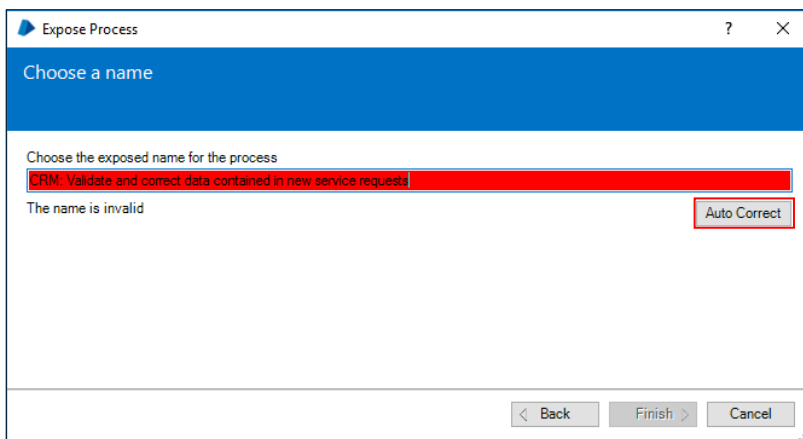 Expose Process
?
Choose a name
Choose the exposed name for the process
CRM: Validate and correct data contained in new service requests
The name is invalid
Auto Correct
Back
Finish
Cancel